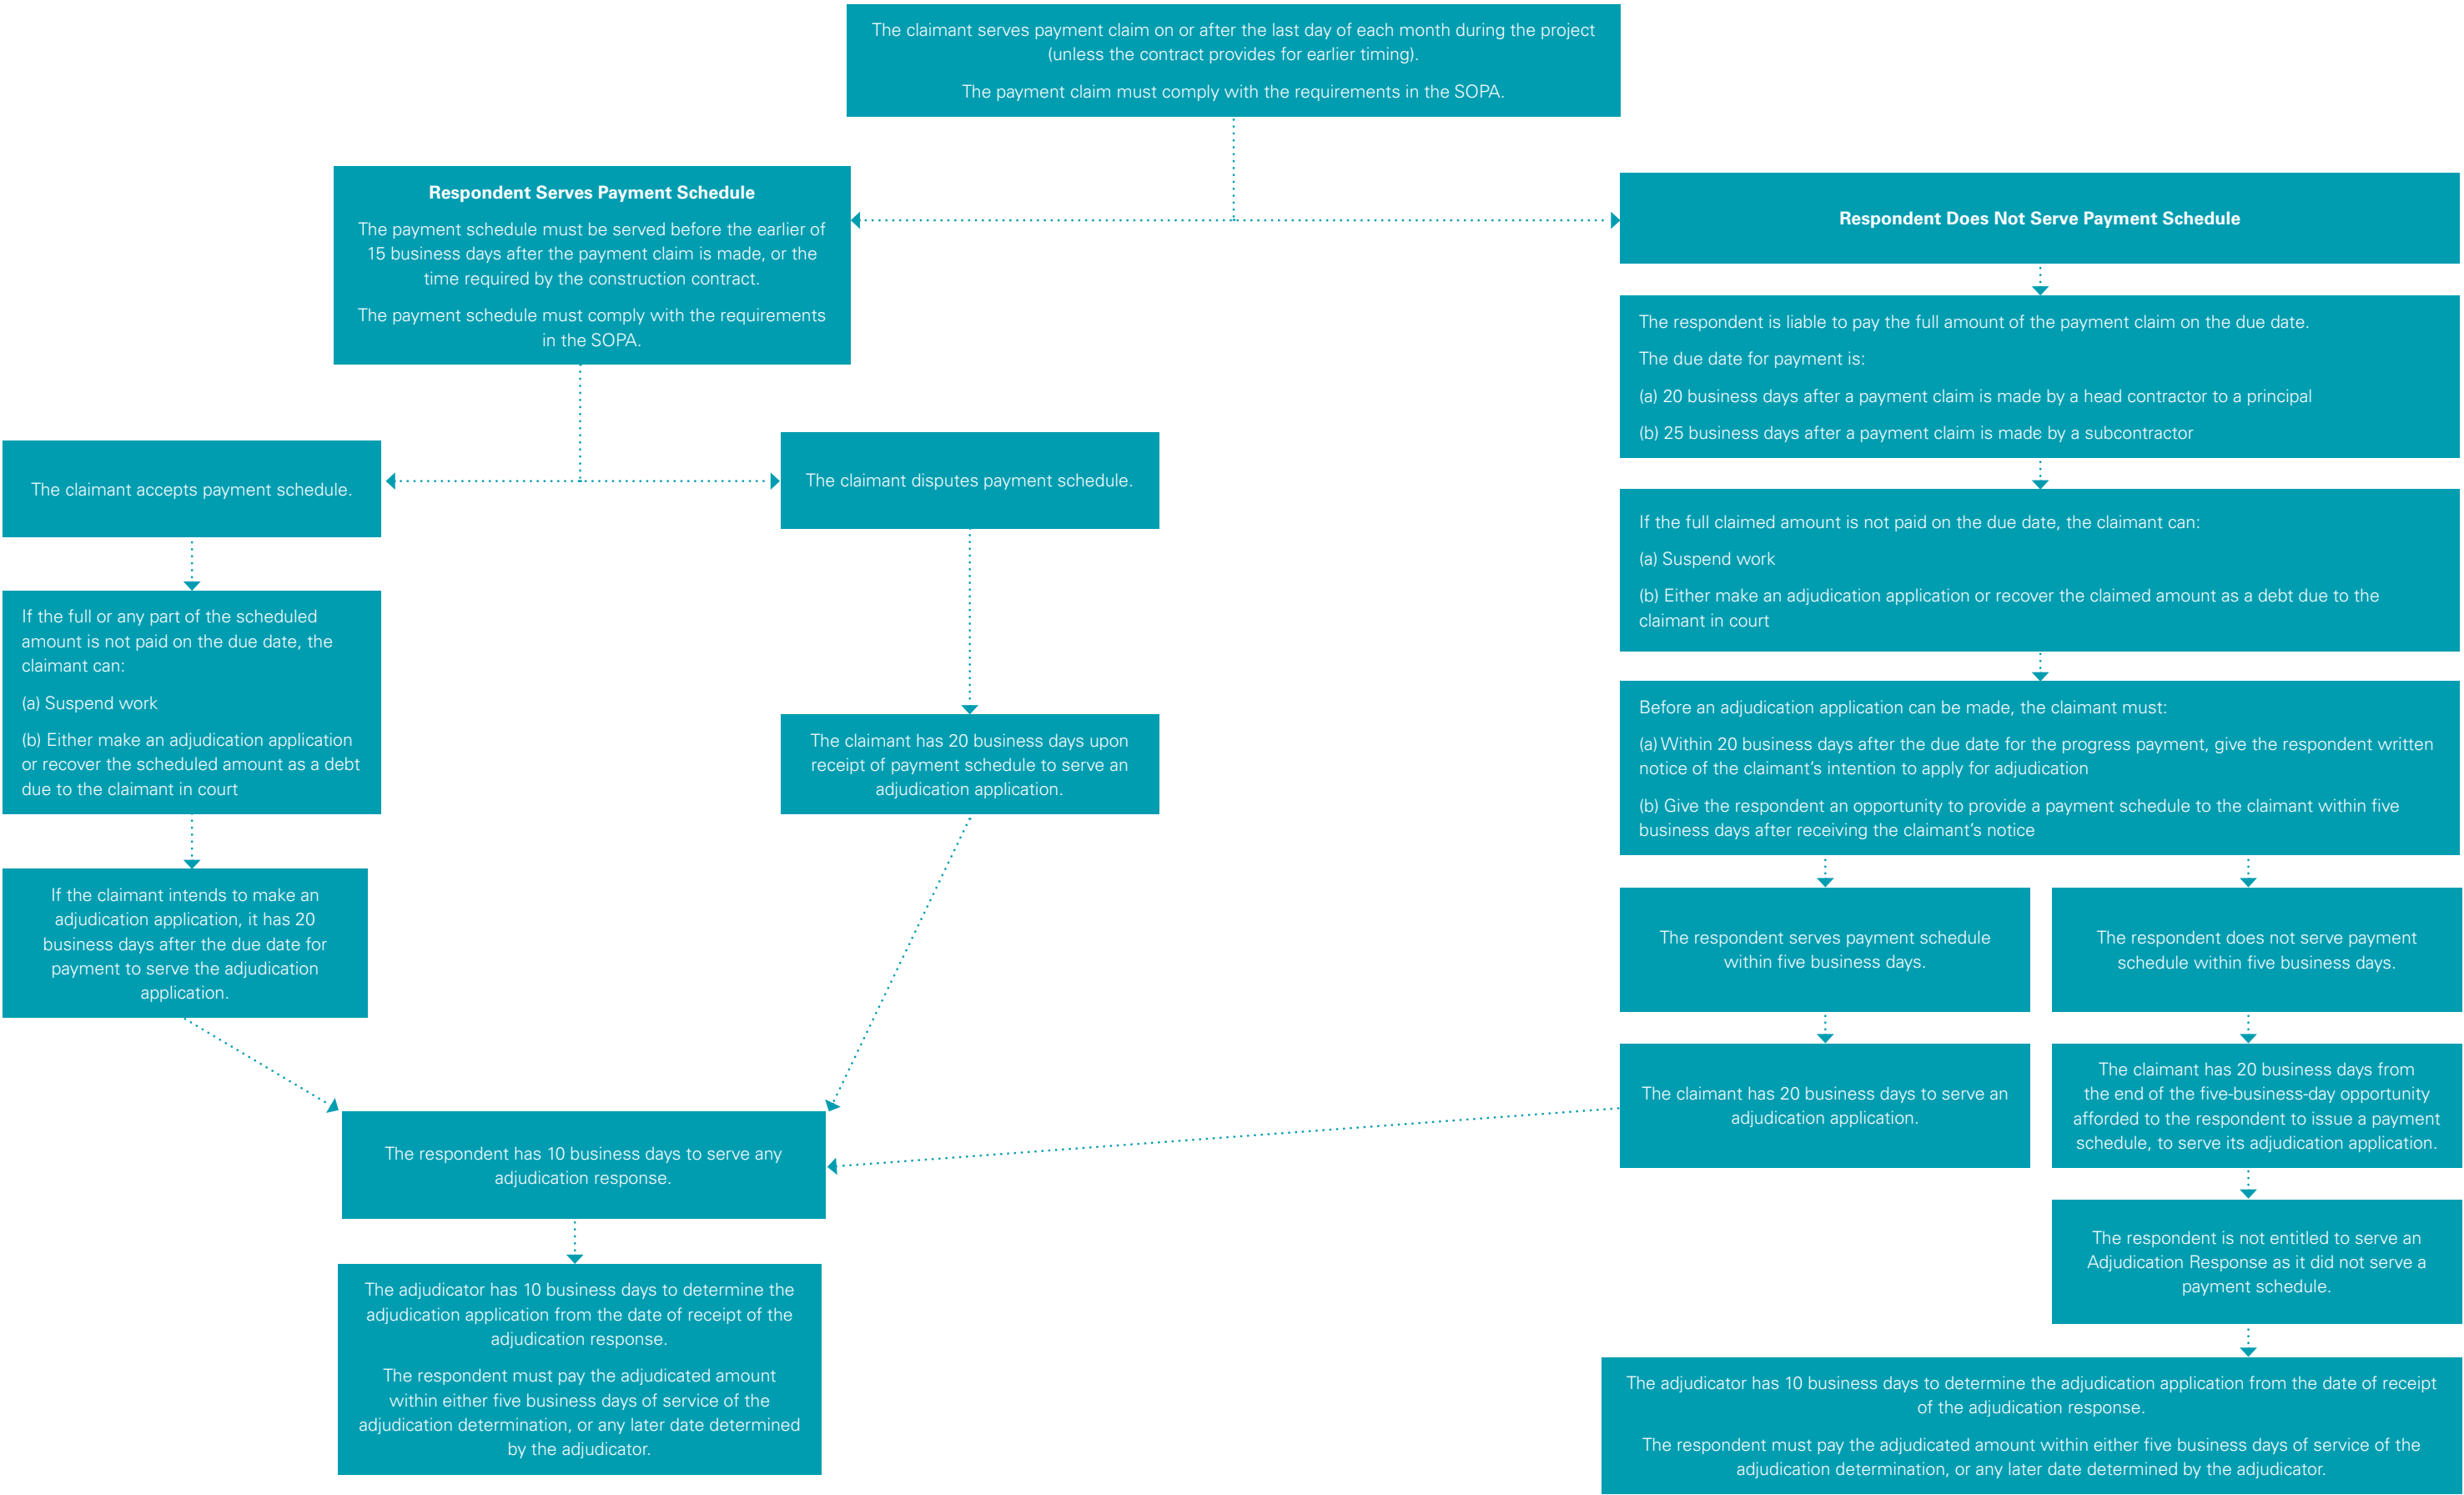 The claimant serves payment claim on or after the last day of each month during the project
(unless the contract provides for earlier timing).
The payment claim must comply with the requirements in the SOPA.
Respondent Serves Payment Schedule
The payment schedule must be served before the earlier of
15 business days after the payment claim is made, or the
time required by the construction contract.
The payment schedule must comply with the requirements
in the SOPA.
Respondent Does Not Serve Payment Schedule
The respondent is liable to pay the full amount of the payment claim on the due date.
The due date for payment is:
(a) 20 business days after a payment claim is made by a head contractor to a principal
(b) 25 business days after a payment claim is made by a subcontractor
The claimant accepts payment schedule.
The claimant disputes payment schedule.
If the full claimed amount is not paid on the due date, the claimant can:
(a) Suspend work
(b) Either make an adjudication application or recover the claimed amount as a debt due to the
claimant in court
If the full or any part of the scheduled
amount is not paid on the due date, the
claimant can:
(a) Suspend work
(b) Either make an adjudication application
or recover the scheduled amount as a debt
due to the claimant in court
The claimant has 20 business days upon
receipt of payment schedule to serve an
adjudication application.
Before an adjudication application can be made, the claimant must:
(a) Within 20 business days after the due date for the progress payment, give the respondent written
notice of the claimant's intention to apply for adjudication
(b) Give the respondent an opportunity to provide a payment schedule to the claimant within five
business days after receiving the claimant's notice
If the claimant intends to make an
adjudication application, it has 20
business days after the due date for
payment to serve the adjudication
application.
The respondent serves payment schedule
within five business days.
The respondent does not serve payment
schedule within five business days.
The claimant has 20 business days to serve an
adjudication application.
The claimant has 20 business days from
the end of the five-business-day opportunity
afforded to the respondent to issue a payment
schedule, to serve its adjudication application.
The respondent has 10 business days to serve any
adjudication response.
The respondent is not entitled to serve an
Adjudication Response as it did not serve a
payment schedule.
The adjudicator has 10 business days to determine the
adjudication application from the date of receipt of the
adjudication response.
The respondent must pay the adjudicated amount
within either five business days of service of the
adjudication determination, or any later date determined
by the adjudicator.
The adjudicator has 10 business days to determine the adjudication application from the date of receipt
of the adjudication response.
The respondent must pay the adjudicated amount within either five business days of service of the
adjudication determination, or any later date determined by the adjudicator.